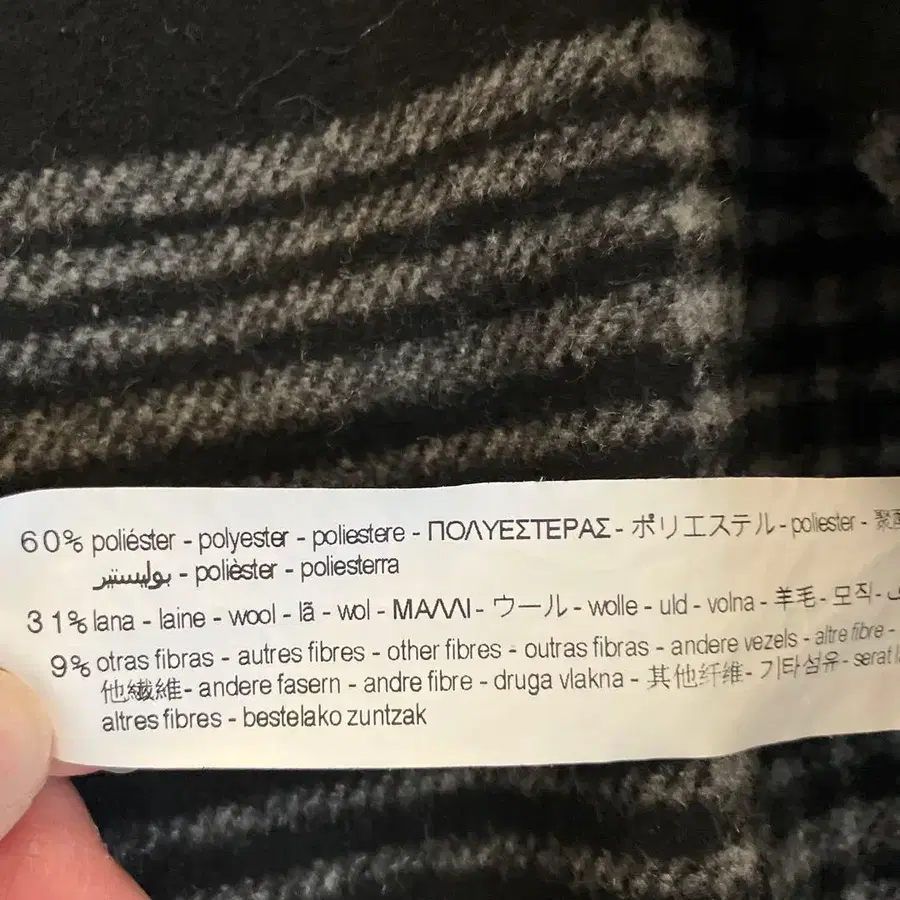 60% poliéster - polyester - poliestere - ΠΟΛΥΕΣΤΕΡΑΣ - ポリエステル - poliester -
بوليستير - polièster - poliesterra
31% lana - laine - wool - lã - wol - ΜΑΛΛΙ - ウール - wolle - uld - volna - 羊毛 - 모직 -
9% otras fibras - autres fibres - other fibres - outras fibras - andere vezels - altre fibre -
他繊維 - andere fasern - andre fibre - druga vlakna - 其他纤维 - 기타섬유 - serat
altres fibres - bestelako zuntzak